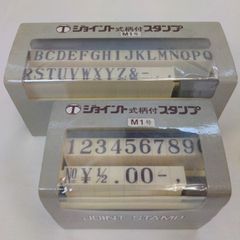 ジョイント式柄付スタンプ
M1号
ABCDEFGHIJKLMNOPQ
RSTUVWXYZ&-.,
ジョイント式柄付スタンプ
M1号
1234567890
№¥½.00-,
JOINT STAMP